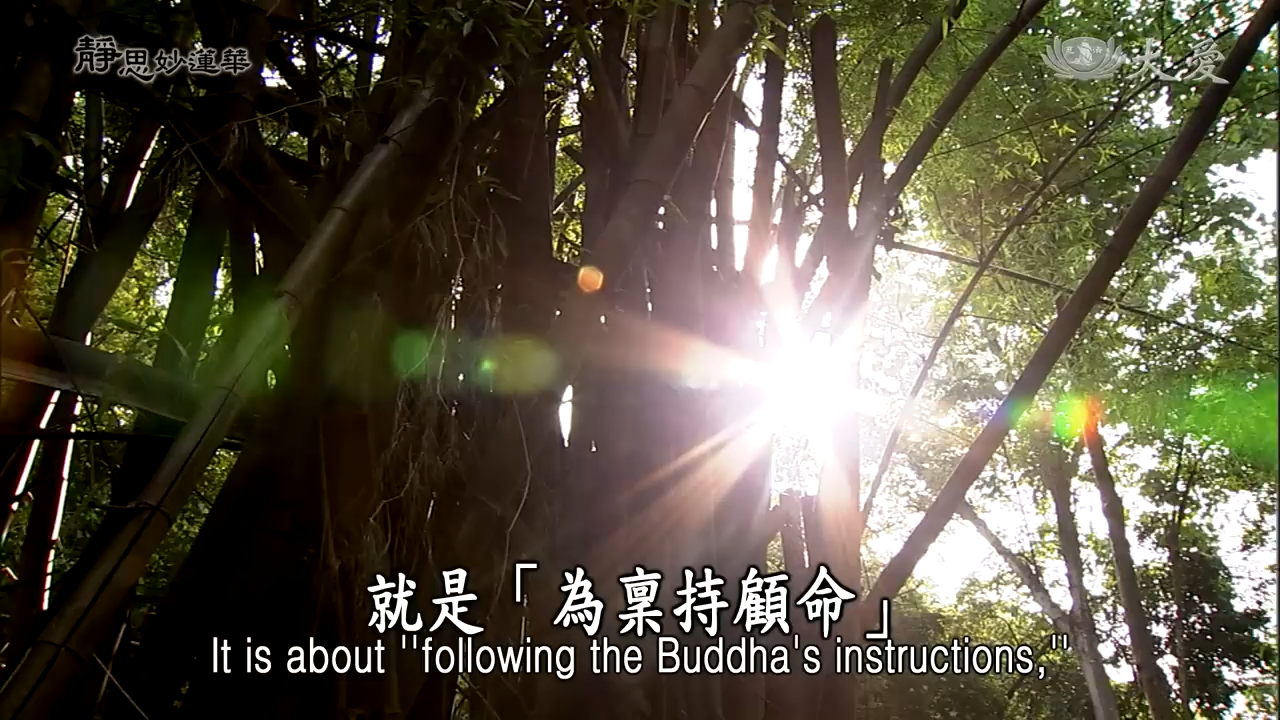 靜思妙蓮華
大愛
就是「為稟持顧命」
It is about "following the Buddha's instructions,"